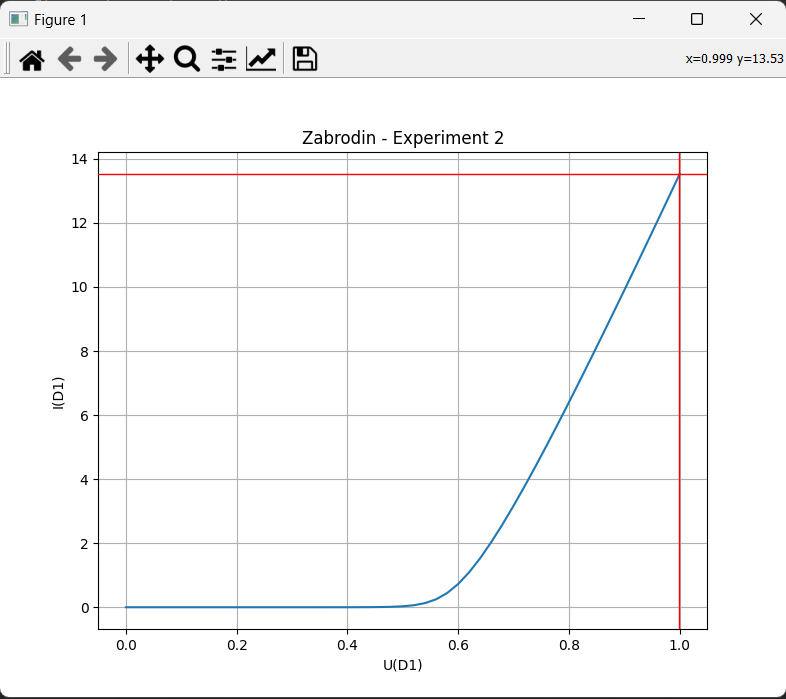 Figure 1
x=0.999 y=13.53
Zabrodin - Experiment 2
14
12
10
8
6
4
2
0
I(D1)
0.0 0.2 0.4 0.6 0.8 1.0
U(D1)